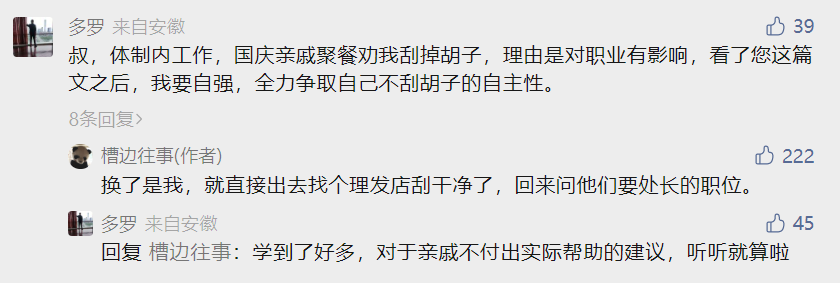 多罗 来自安徽 39
叔，体制内工作，国庆亲戚聚餐劝我刮掉胡子，理由是对职业有影响，看了您这篇
文之后，我要自强，全力争取自己不刮胡子的自主性。
8条回复>
槽边往事(作者) 222
换了是我，就直接出去找个理发店刮干净了，回来问他们要处长的职位。
多罗 来自安徽 45
回复 槽边往事：学到了好多，对于亲戚不付出实际帮助的建议，听听就算啦